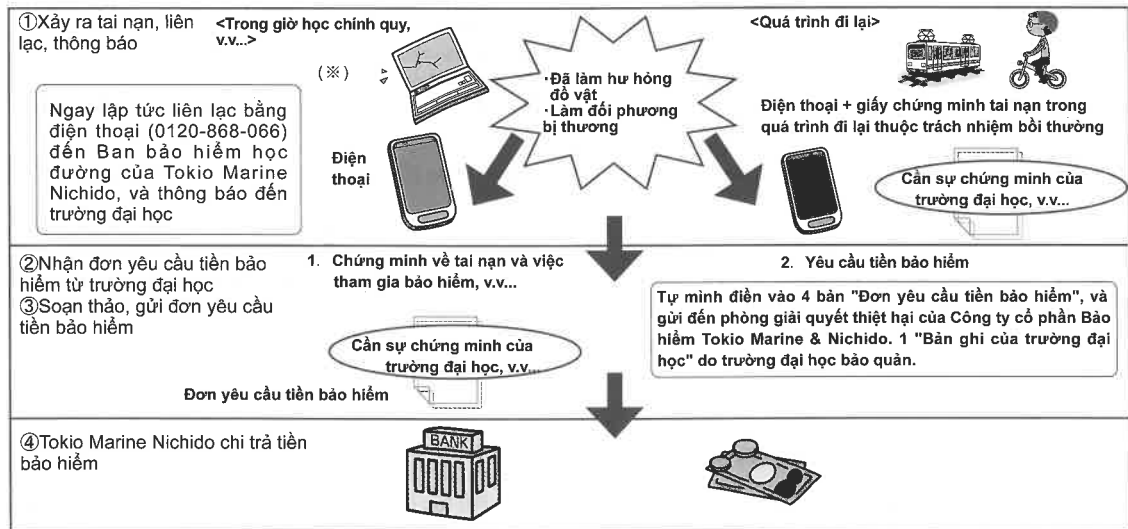 ①Xảy ra tai nạn, liên
lạc, thông báo
<Trong giờ học chính quy,
v.v...>
(※)
Ngay lập tức liên lạc bằng
điện thoại (0120-868-066)
đến Ban bảo hiểm học
đường của Tokio Marine
Nichido, và thông báo đến
trường đại học
Điện
thoại
·Đã làm hư hỏng
đồ vật
·Làm đối phương
bị thương
<Quá trình đi lại>
Điện thoại + giấy chứng minh tai nạn trong
quá trình đi lại thuộc trách nhiệm bồi thường
Cần sự chứng minh của
trường đại học, v.v...
②Nhận đơn yêu cầu tiền bảo
hiểm từ trường đại học
③Soạn thảo, gửi đơn yêu cầu
tiền bảo hiểm
1. Chứng minh về tai nạn và việc
tham gia bảo hiểm, v.v...
Cần sự chứng minh của
trường đại học, v.v...
Đơn yêu cầu tiền bảo hiểm
2. Yêu cầu tiền bảo hiểm
Tự mình điền vào 4 bản "Đơn yêu cầu tiền bảo hiểm", và
gửi đến phòng giải quyết thiệt hại của Công ty cổ phần Bảo
hiểm Tokio Marine & Nichido. 1 "Bản ghi của trường đại
học" do trường đại học bảo quản.
④Tokio Marine Nichido chi trả tiền
bảo hiểm
BANK